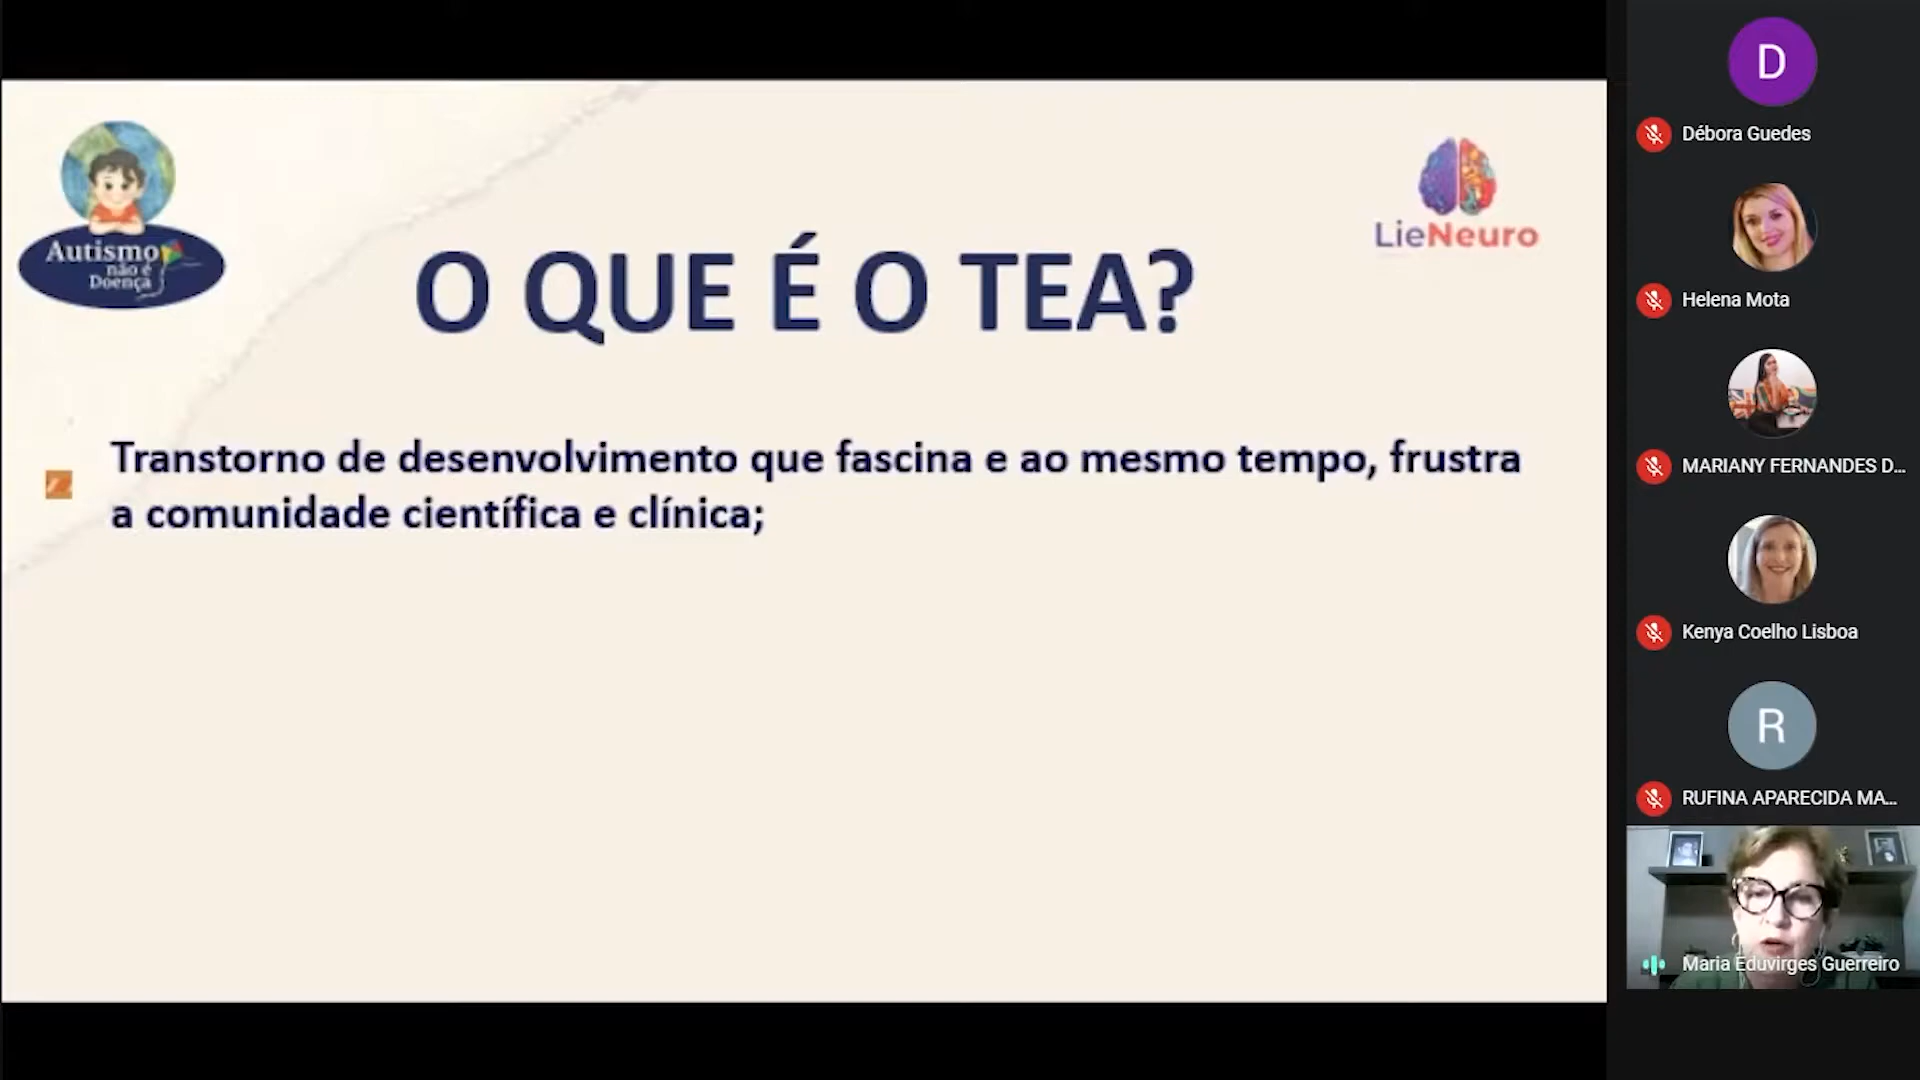 Autismo
não é
Doença
LieNeuro
O QUE É O TEA?
Transtorno de desenvolvimento que fascina e ao mesmo tempo, frustra
a comunidade científica e clínica;
D
Débora Guedes
Helena Mota
MARIANY FERNANDES D...
Kenya Coelho Lisboa
R
RUFINA APARECIDA MA...
Maria Eduvirges Guerreiro